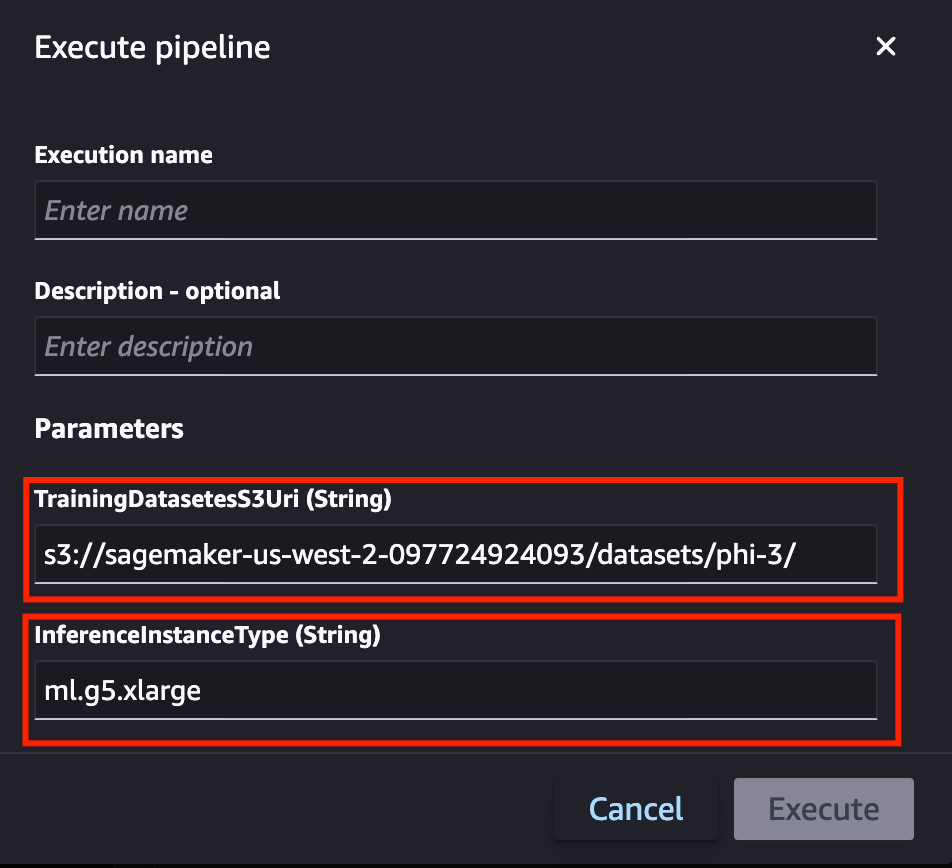 Execute pipeline
Execution name
Enter name
Description - optional
Enter description
Parameters
TrainingDatasetesS3Uri (String)
s3://sagemaker-us-west-2-097724924093/datasets/phi-3/
InferenceInstanceType (String)
ml.g5.xlarge
Cancel
Execute